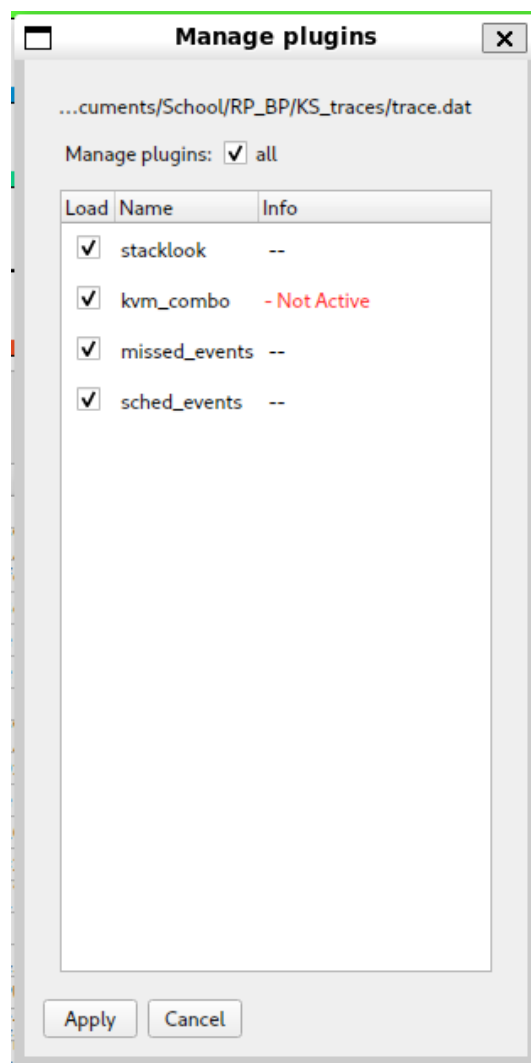 Manage plugins
...cuments/School/RP_BP/KS_traces/trace.dat
Manage plugins: all
Load Name Info
stacklook --
kvm_combo - Not Active
missed_events --
sched_events --
Apply Cancel